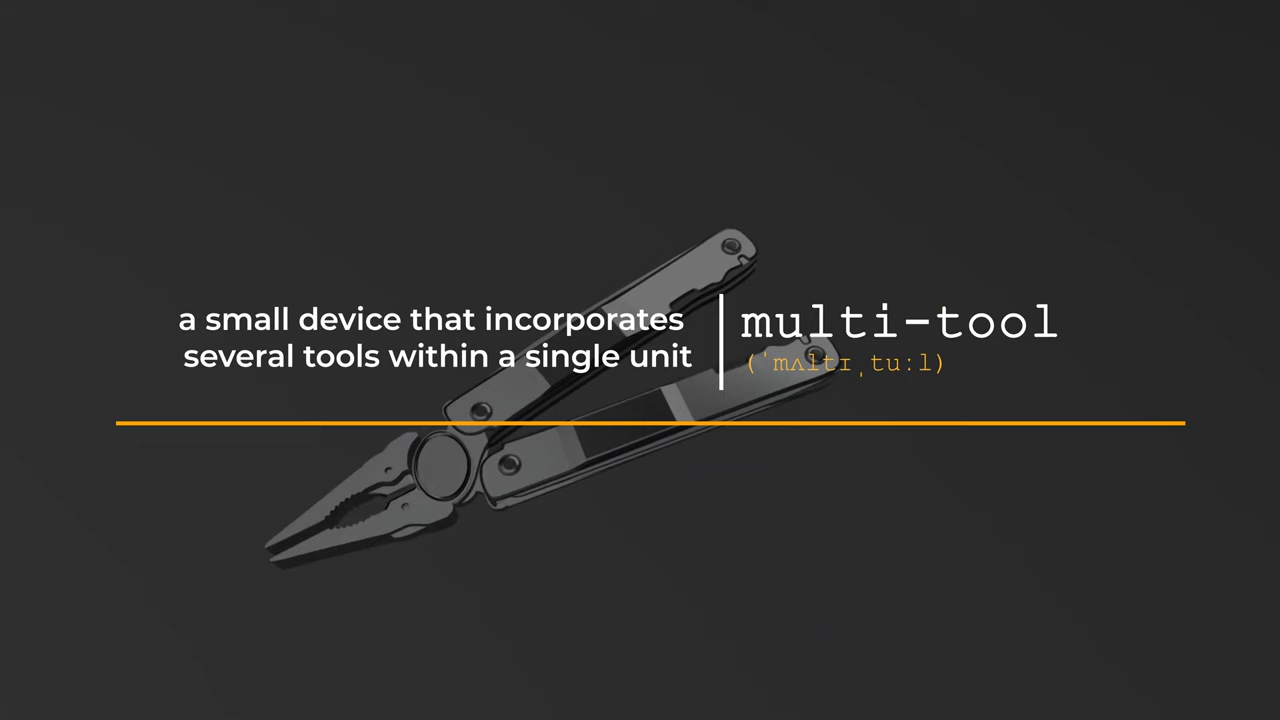 a small device that incorporates
several tools within a single unit
multi-tool
(ˈmʌltɪˌtuːl)